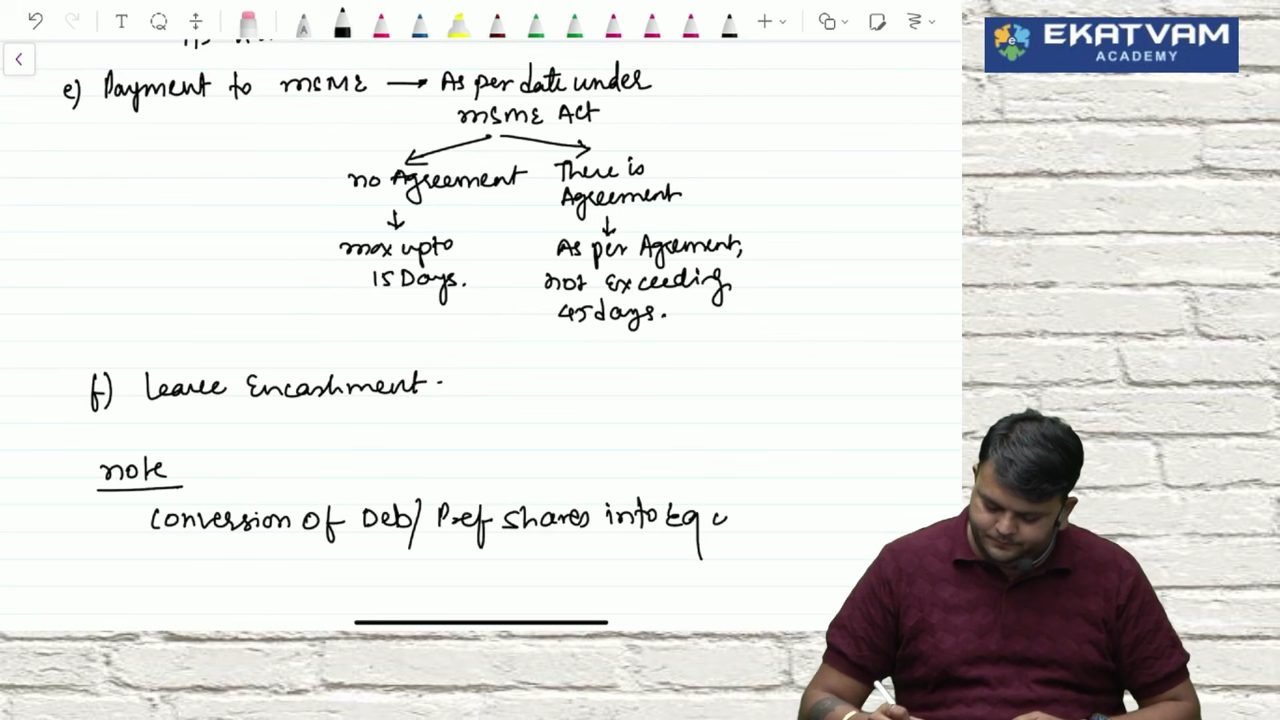 EKATVAM
ACADEMY
e) Payment to MSME → As per date under
MSME Act
no Agreement
There is
Agreement
↓
↓
max upto
15 Days.
As per Agreement,
not exceeding
45 days.
f) Leave Encashment.
note
Conversion of Deb/ Pref shares into Eq